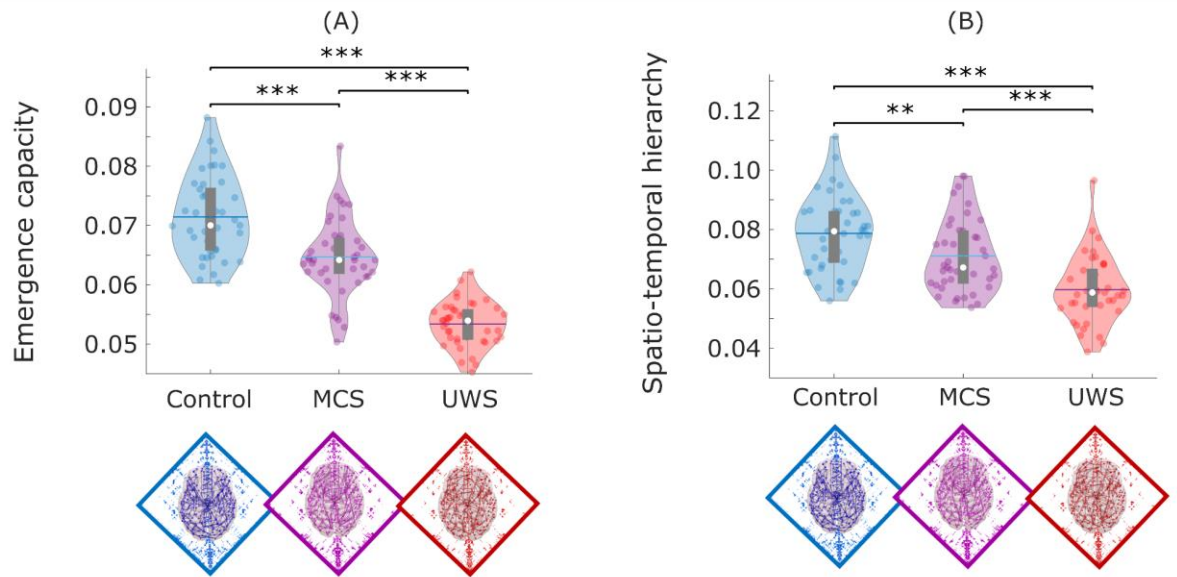 (A)
Emergence capacity
0.09
0.08
0.07
0.06
0.05
***
***
***
Control MCS UWS
(B)
Spatio-temporal hierarchy
0.12
0.10
0.08
0.06
0.04
***
**
***
Control MCS UWS